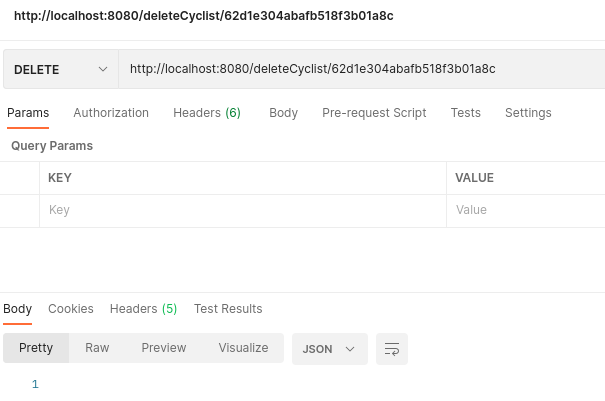 http://localhost:8080/deleteCyclist/62d1e304abafb518f3b01a8c
DELETE http://localhost:8080/deleteCyclist/62d1e304abafb518f3b01a8c
Params Authorization Headers (6) Body Pre-request Script Tests Settings
Query Params
KEY VALUE
Key Value
Body Cookies Headers (5) Test Results
Pretty Raw Preview Visualize JSON
1